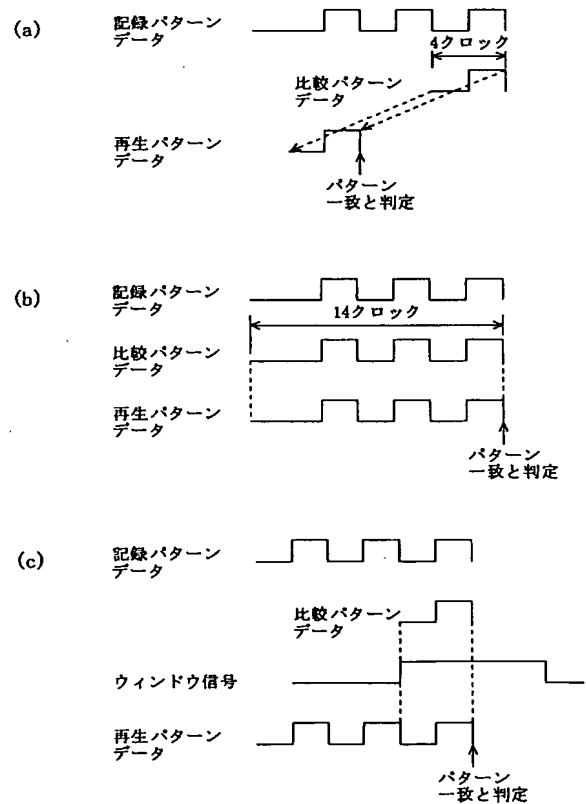 (a)
記録パターン
データ
4クロック
比較パターン
データ
再生パターン
データ
パターン
一致と判定
(b)
記録パターン
データ
14クロック
比較パターン
データ
再生パターン
データ
パターン
一致と判定
(c)
記録パターン
データ
比較パターン
データ
ウィンドウ信号
再生パターン
データ
パターン
一致と判定